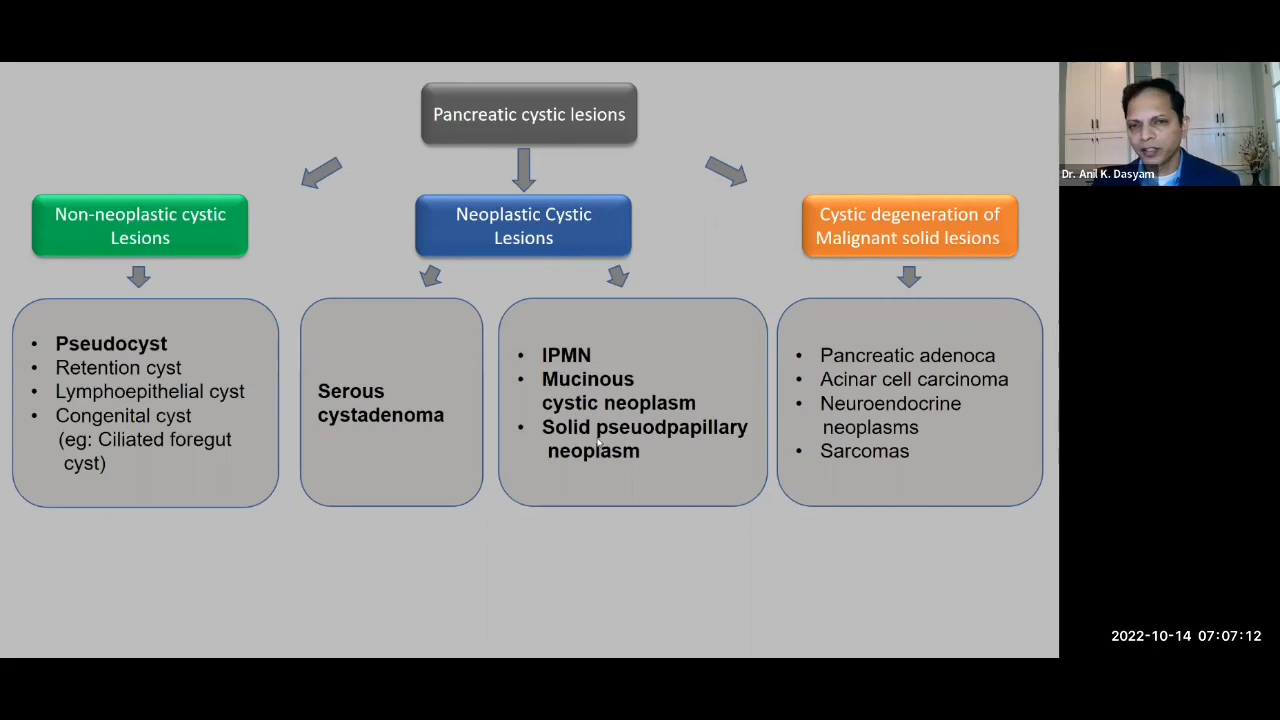 Pancreatic cystic lesions
Dr. Anil K. Dasyam
Non-neoplastic cystic
Lesions
Neoplastic Cystic
Lesions
Cystic degeneration of
Malignant solid lesions
• Pseudocyst
• Retention cyst
• Lymphoepithelial cyst
• Congenital cyst
(eg: Ciliated foregut
cyst)
Serous
cystadenoma
• IPMN
• Mucinous
cystic neoplasm
• Solid pseuodpapillary
neoplasm
• Pancreatic adenoca
• Acinar cell carcinoma
• Neuroendocrine
neoplasms
• Sarcomas
2022-10-14 07:07:12